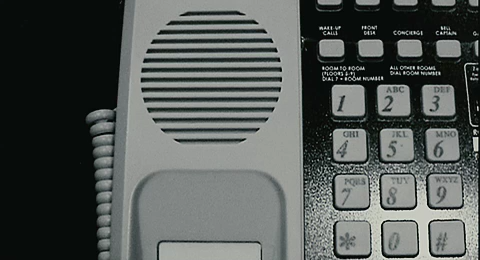 WAKE-UP CALLS
FRONT DESK
CONCIERGE
BELL CAPTAIN
ROOM TO ROOM
(FLOORS 3-9)
DIAL 7 + ROOM NUMBER
ALL OTHER ROOMS
DIAL ROOM NUMBER
1
ABC 2
DEF 3
GHI 4
JKL 5
MNO 6
PQRS 7
TUV 8
WXYZ 9
* 
0
#